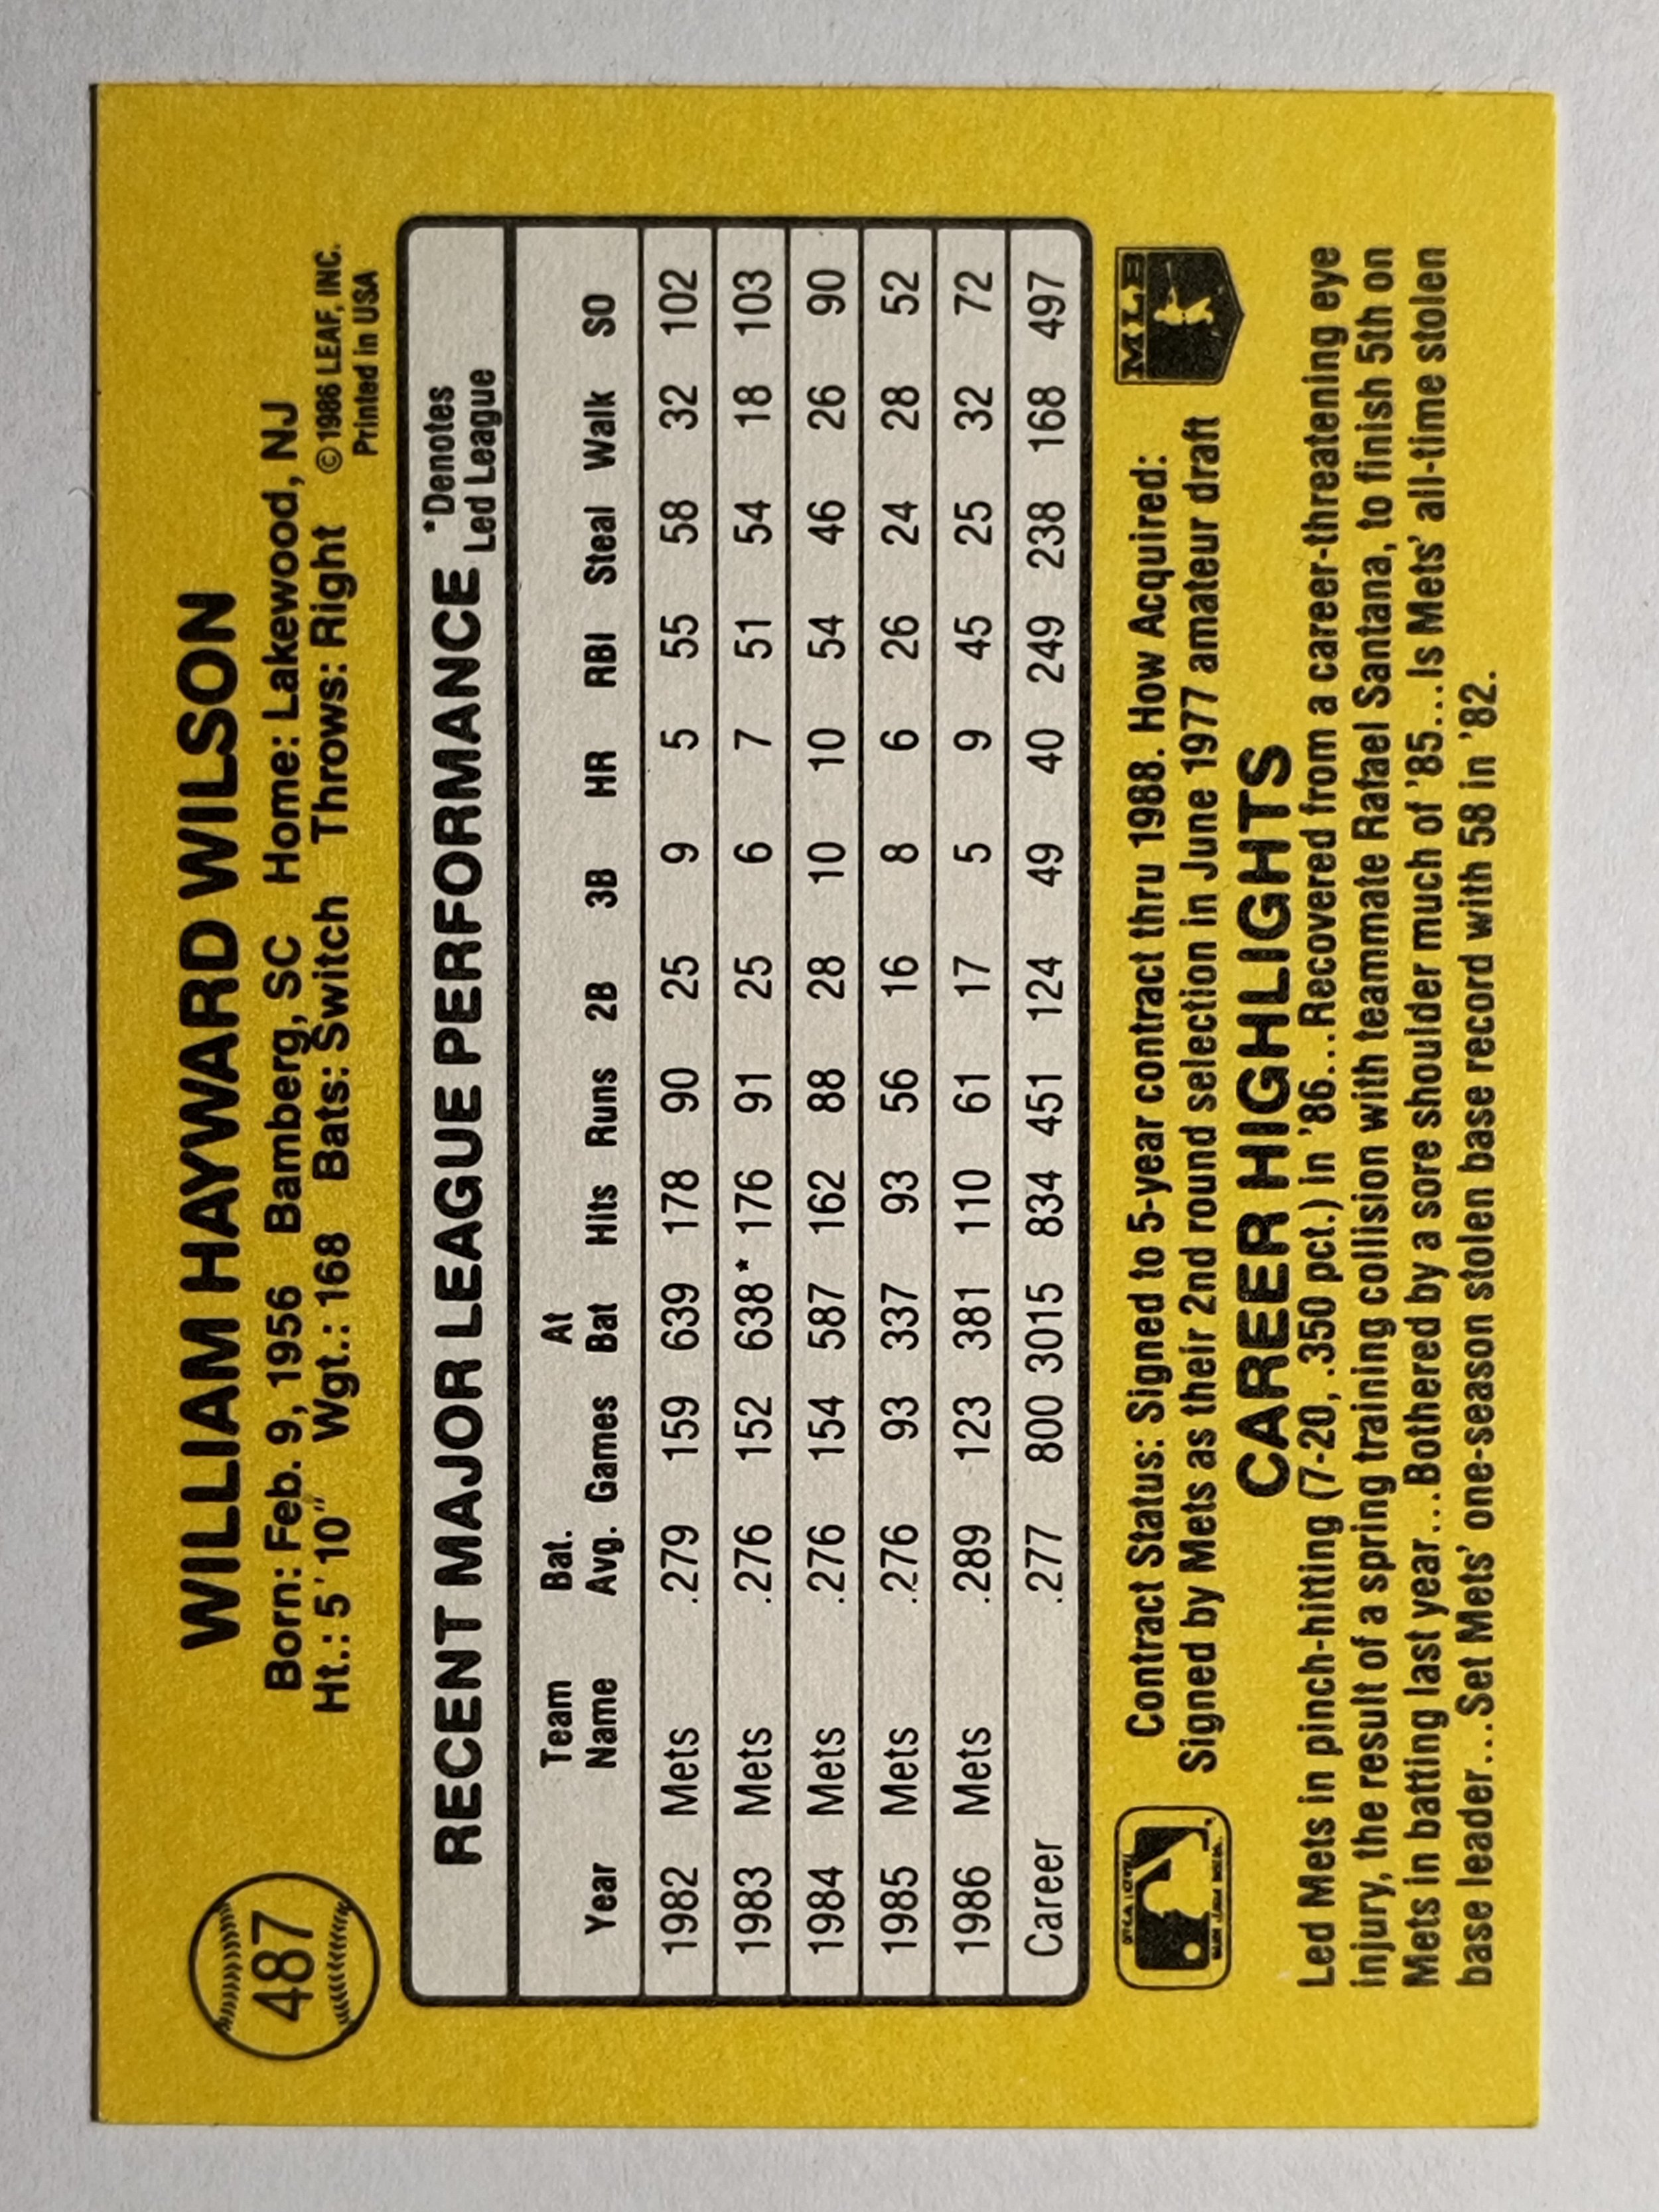 487
WILLIAM HAYWARD WILSON
Born: Feb. 9, 1956 Bamberg, SC Home: Lakewood, NJ
Ht.: 5'10" Wgt.: 168 Bats: Switch Throws: Right
© 1986 LEAF, INC.
Printed in USA
RECENT MAJOR LEAGUE PERFORMANCE *Denotes Led League
Year Team Name Bat. Avg. Games At Bat Hits Runs 2B 3B HR RBI Steal Walk SO
1982 Mets .279 159 639 178 90 25 9 5 55 58 32 102
1983 Mets .276 152 638* 176 91 25 6 7 51 54 18 103
1984 Mets .276 154 587 162 88 28 10 10 54 46 26 90
1985 Mets .276 93 337 93 56 16 8 6 26 24 28 52
1986 Mets .289 123 381 110 61 17 5 9 45 25 32 72
Career .277 800 3015 834 451 124 49 40 249 238 168 497
Contract Status: Signed to 5-year contract thru 1988. How Acquired:
Signed by Mets as their 2nd round selection in June 1977 amateur draft
MLB
CAREER HIGHLIGHTS
Led Mets in pinch-hitting (7-20, .350 pct.) in '86...Recovered from a career-threatening eye
injury, the result of a spring training collision with teammate Rafael Santana, to finish 5th on
Mets in batting last year...Bothered by a sore shoulder much of '85...Is Mets' all-time stolen
base leader...Set Mets' one-season stolen base record with 58 in '82.